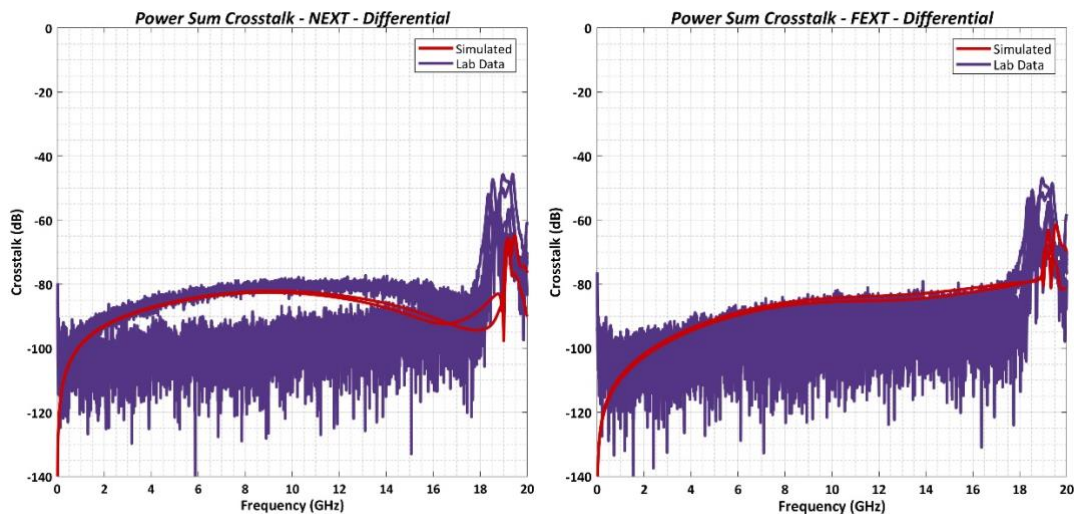 Power Sum Crosstalk - NEXT - Differential
Simulated
Lab Data
0
-20
-40
-60
-80
-100
-120
-140
Crosstalk (dB)
0 2 4 6 8 10 12 14 16 18 20
Frequency (GHz)
Power Sum Crosstalk - FEXT - Differential
Simulated
Lab Data
0
-20
-40
-60
-80
-100
-120
-140
Crosstalk (dB)
0 2 4 6 8 10 12 14 16 18 20
Frequency (GHz)